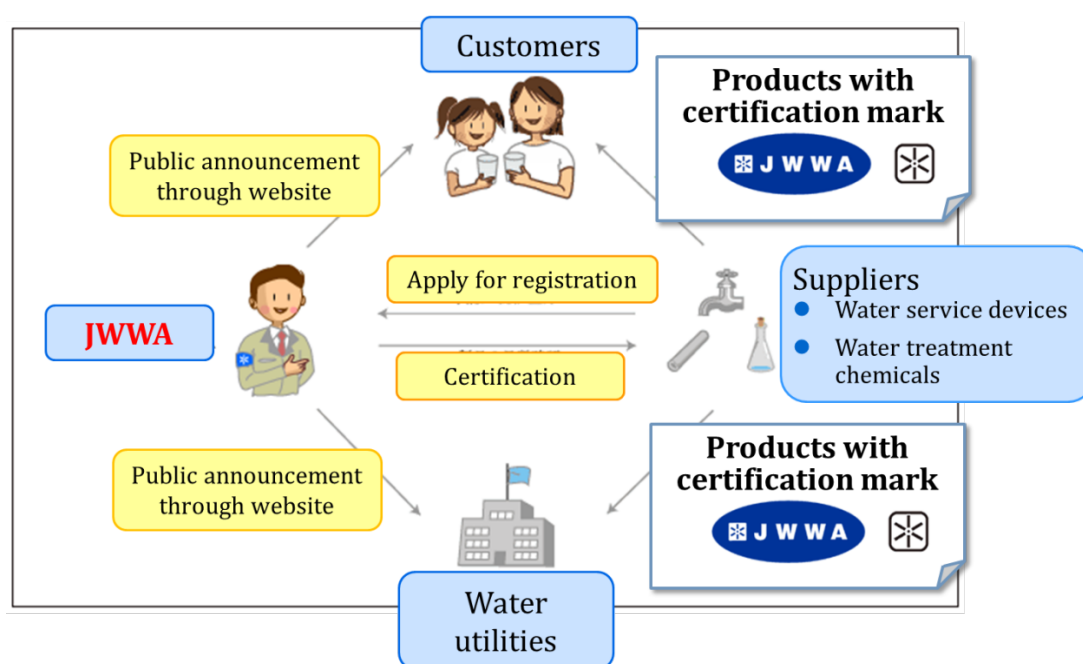 Customers
Products with
certification mark
JWWA
Public announcement
through website
Apply for registration
Suppliers
Water service devices
Water treatment
chemicals
JWWA
Certification
Products with
certification mark
JWWA
Public announcement
through website
Water
utilities